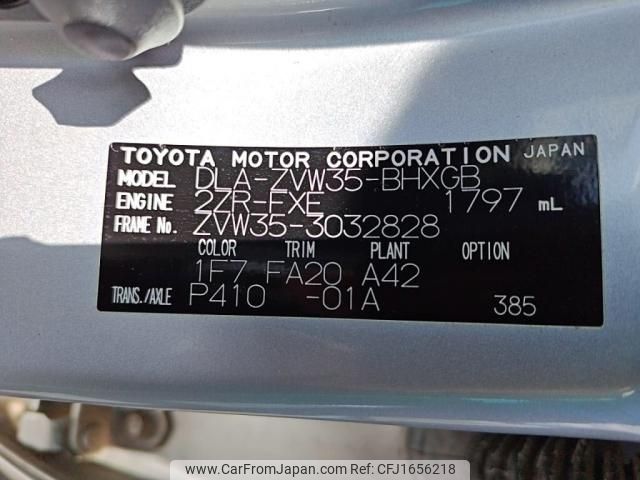 TOYOTA MOTOR CORPORATION JAPAN
MODEL DLA-ZVW35-BHXGB
ENGINE 2ZR-FXE 1797 mL
FRAME No. ZVW35-3032828
COLOR TRIM PLANT OPTION
1F7 FA20 A42
TRANS./AXLE P410 -01A 385
www.CarFromJapan.com REF ID: CFJ1656218